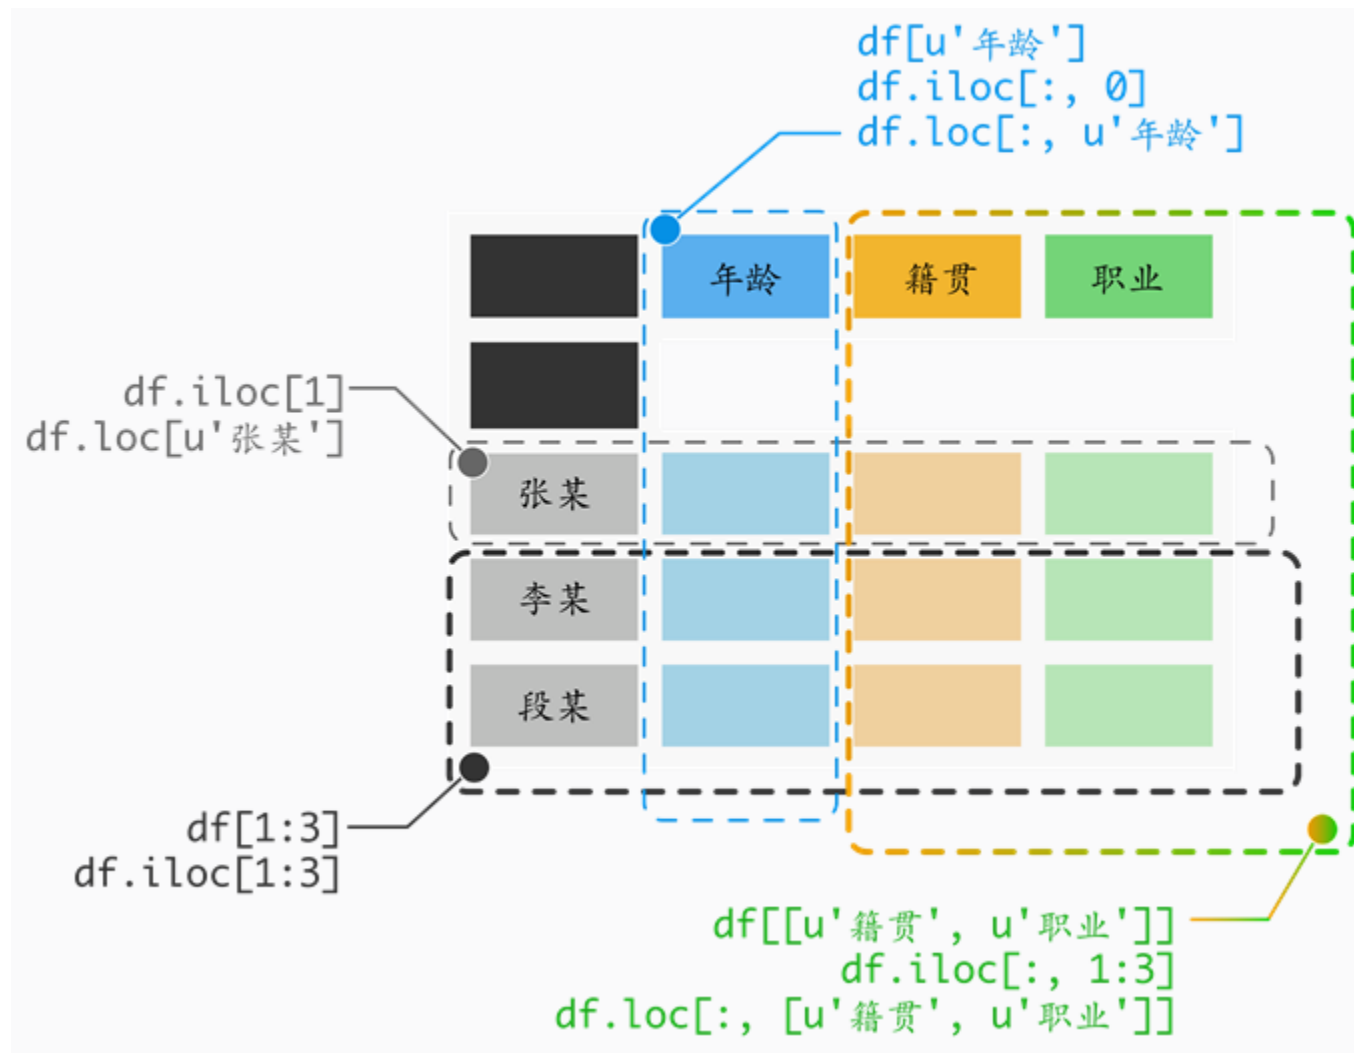 df[u'年龄']
df.iloc[:, 0]
df.loc[:, u'年龄']
年龄
籍贯
职业
df.iloc[1]
df.loc[u'张某']
张某
李某
段某
df[1:3]
df.iloc[1:3]
df[[u'籍贯', u'职业']]
df.iloc[:, 1:3]
df.loc[:, [u'籍贯', u'职业']]